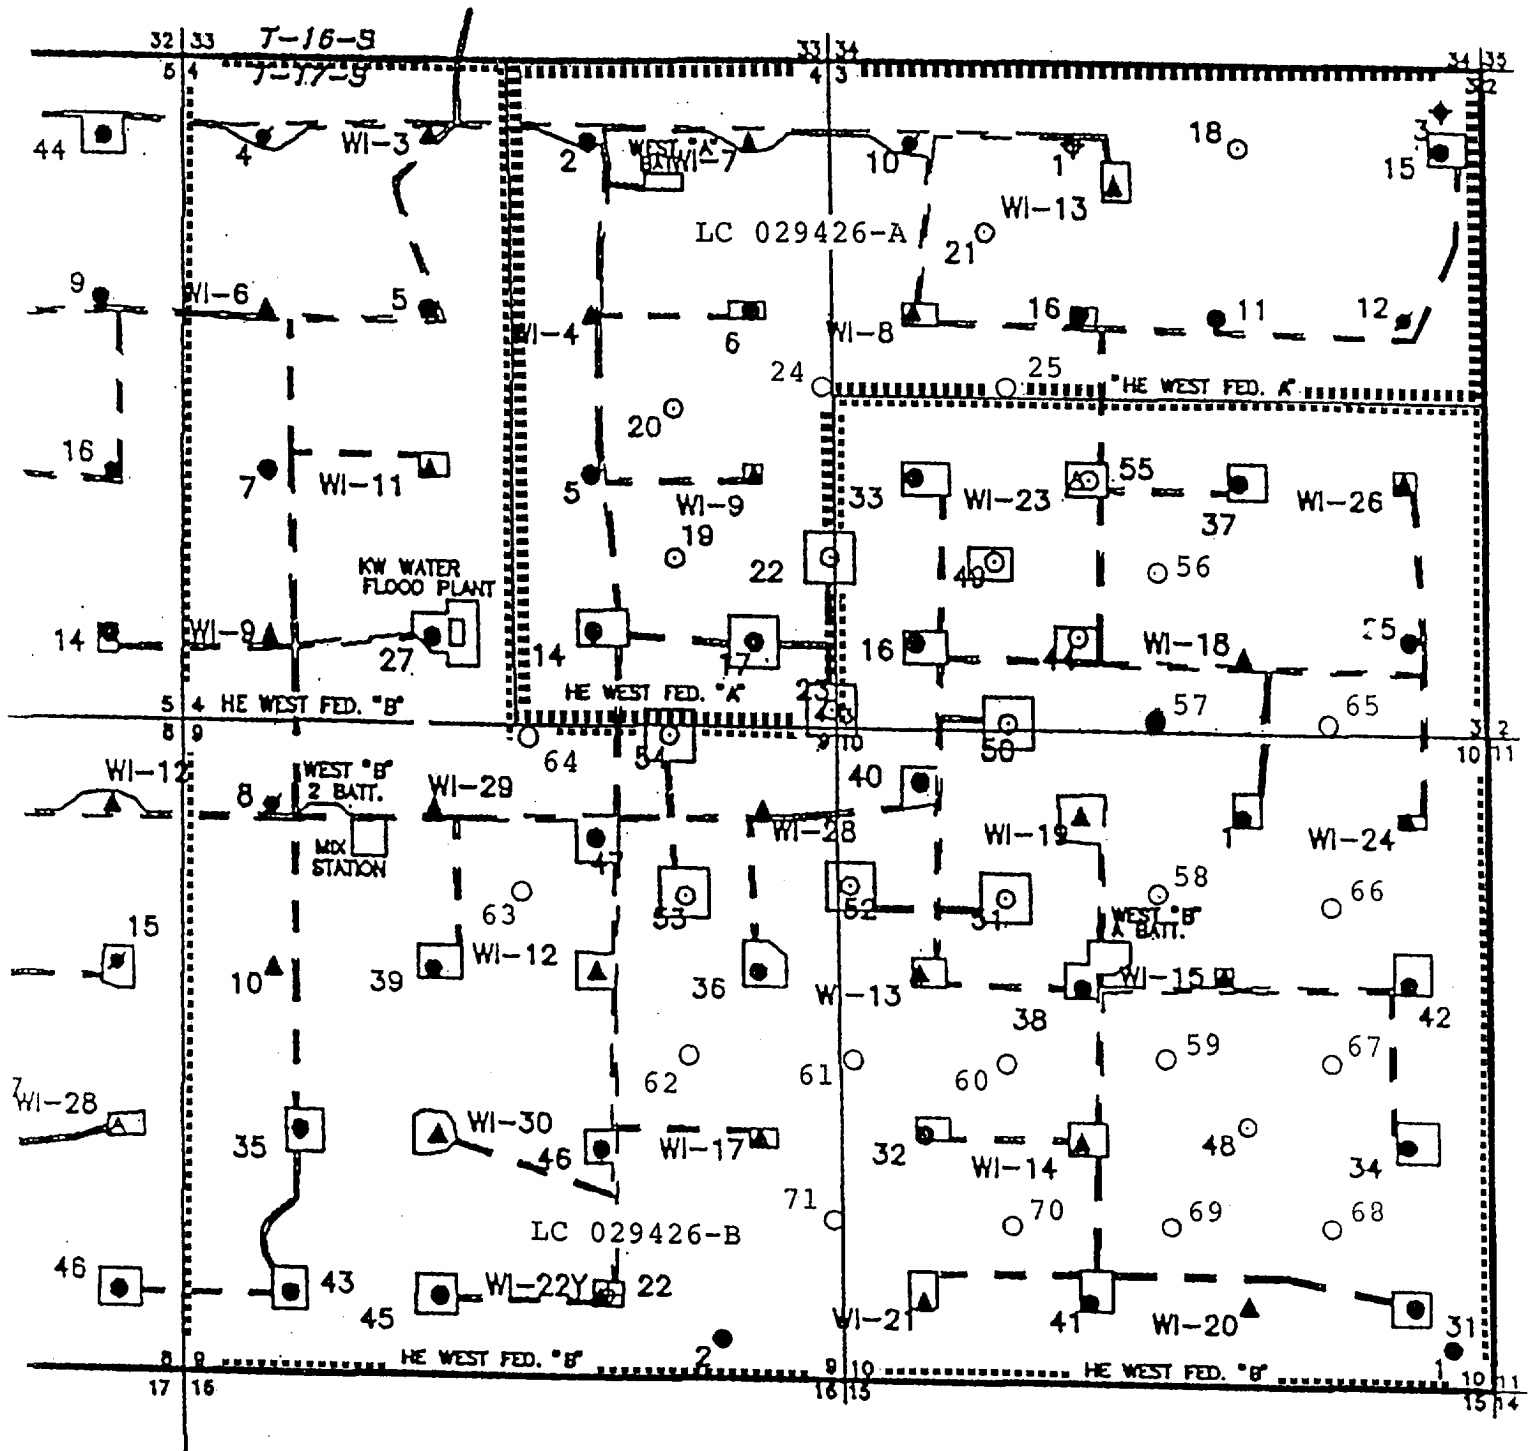 32 33 T-16-S 33 34 34 35
5 4 T-17-S 4 3 3 2
44 4 WI-3 2 WEST "A" BATT. WI-7 10 1 18 3 15
WI-13
LC 029426-A 21
9 WI-6 5 WI-4 6 WI-8 16 11 12
24 25 "HE WEST FED. A"
20
16 7 WI-11 5 WI-9 33 WI-23 55 37 WI-26
19 22 49 56
KW WATER
FLOOD PLANT
14 WI-9 27 14 17 16 WI-18 25
23
5 4 HE WEST FED. "B" HE WEST FED. "A" 4 3 57 65 3 2
8 9 64 54 9 10 50 10 11
WI-12 8 WEST "B"
2 BATT. WI-29 WI-28 40 WI-19 1 WI-24
MIX
STATION
47
63 53 52 51 58 66
WEST "B"
A BATT.
15 10 39 WI-12 36 WI-13 38 WI-15 42
62 61 60 59 67
7
WI-28 35 WI-30 46 WI-17 32 WI-14 48 34
71 70 69 68
LC 029426-B
46 43 45 WI-22Y 22 WI-21 41 WI-20 31
2 1
8 9 HE WEST FED. "B" 9 10 HE WEST FED. "B" 10 11
17 16 16 15 15 14